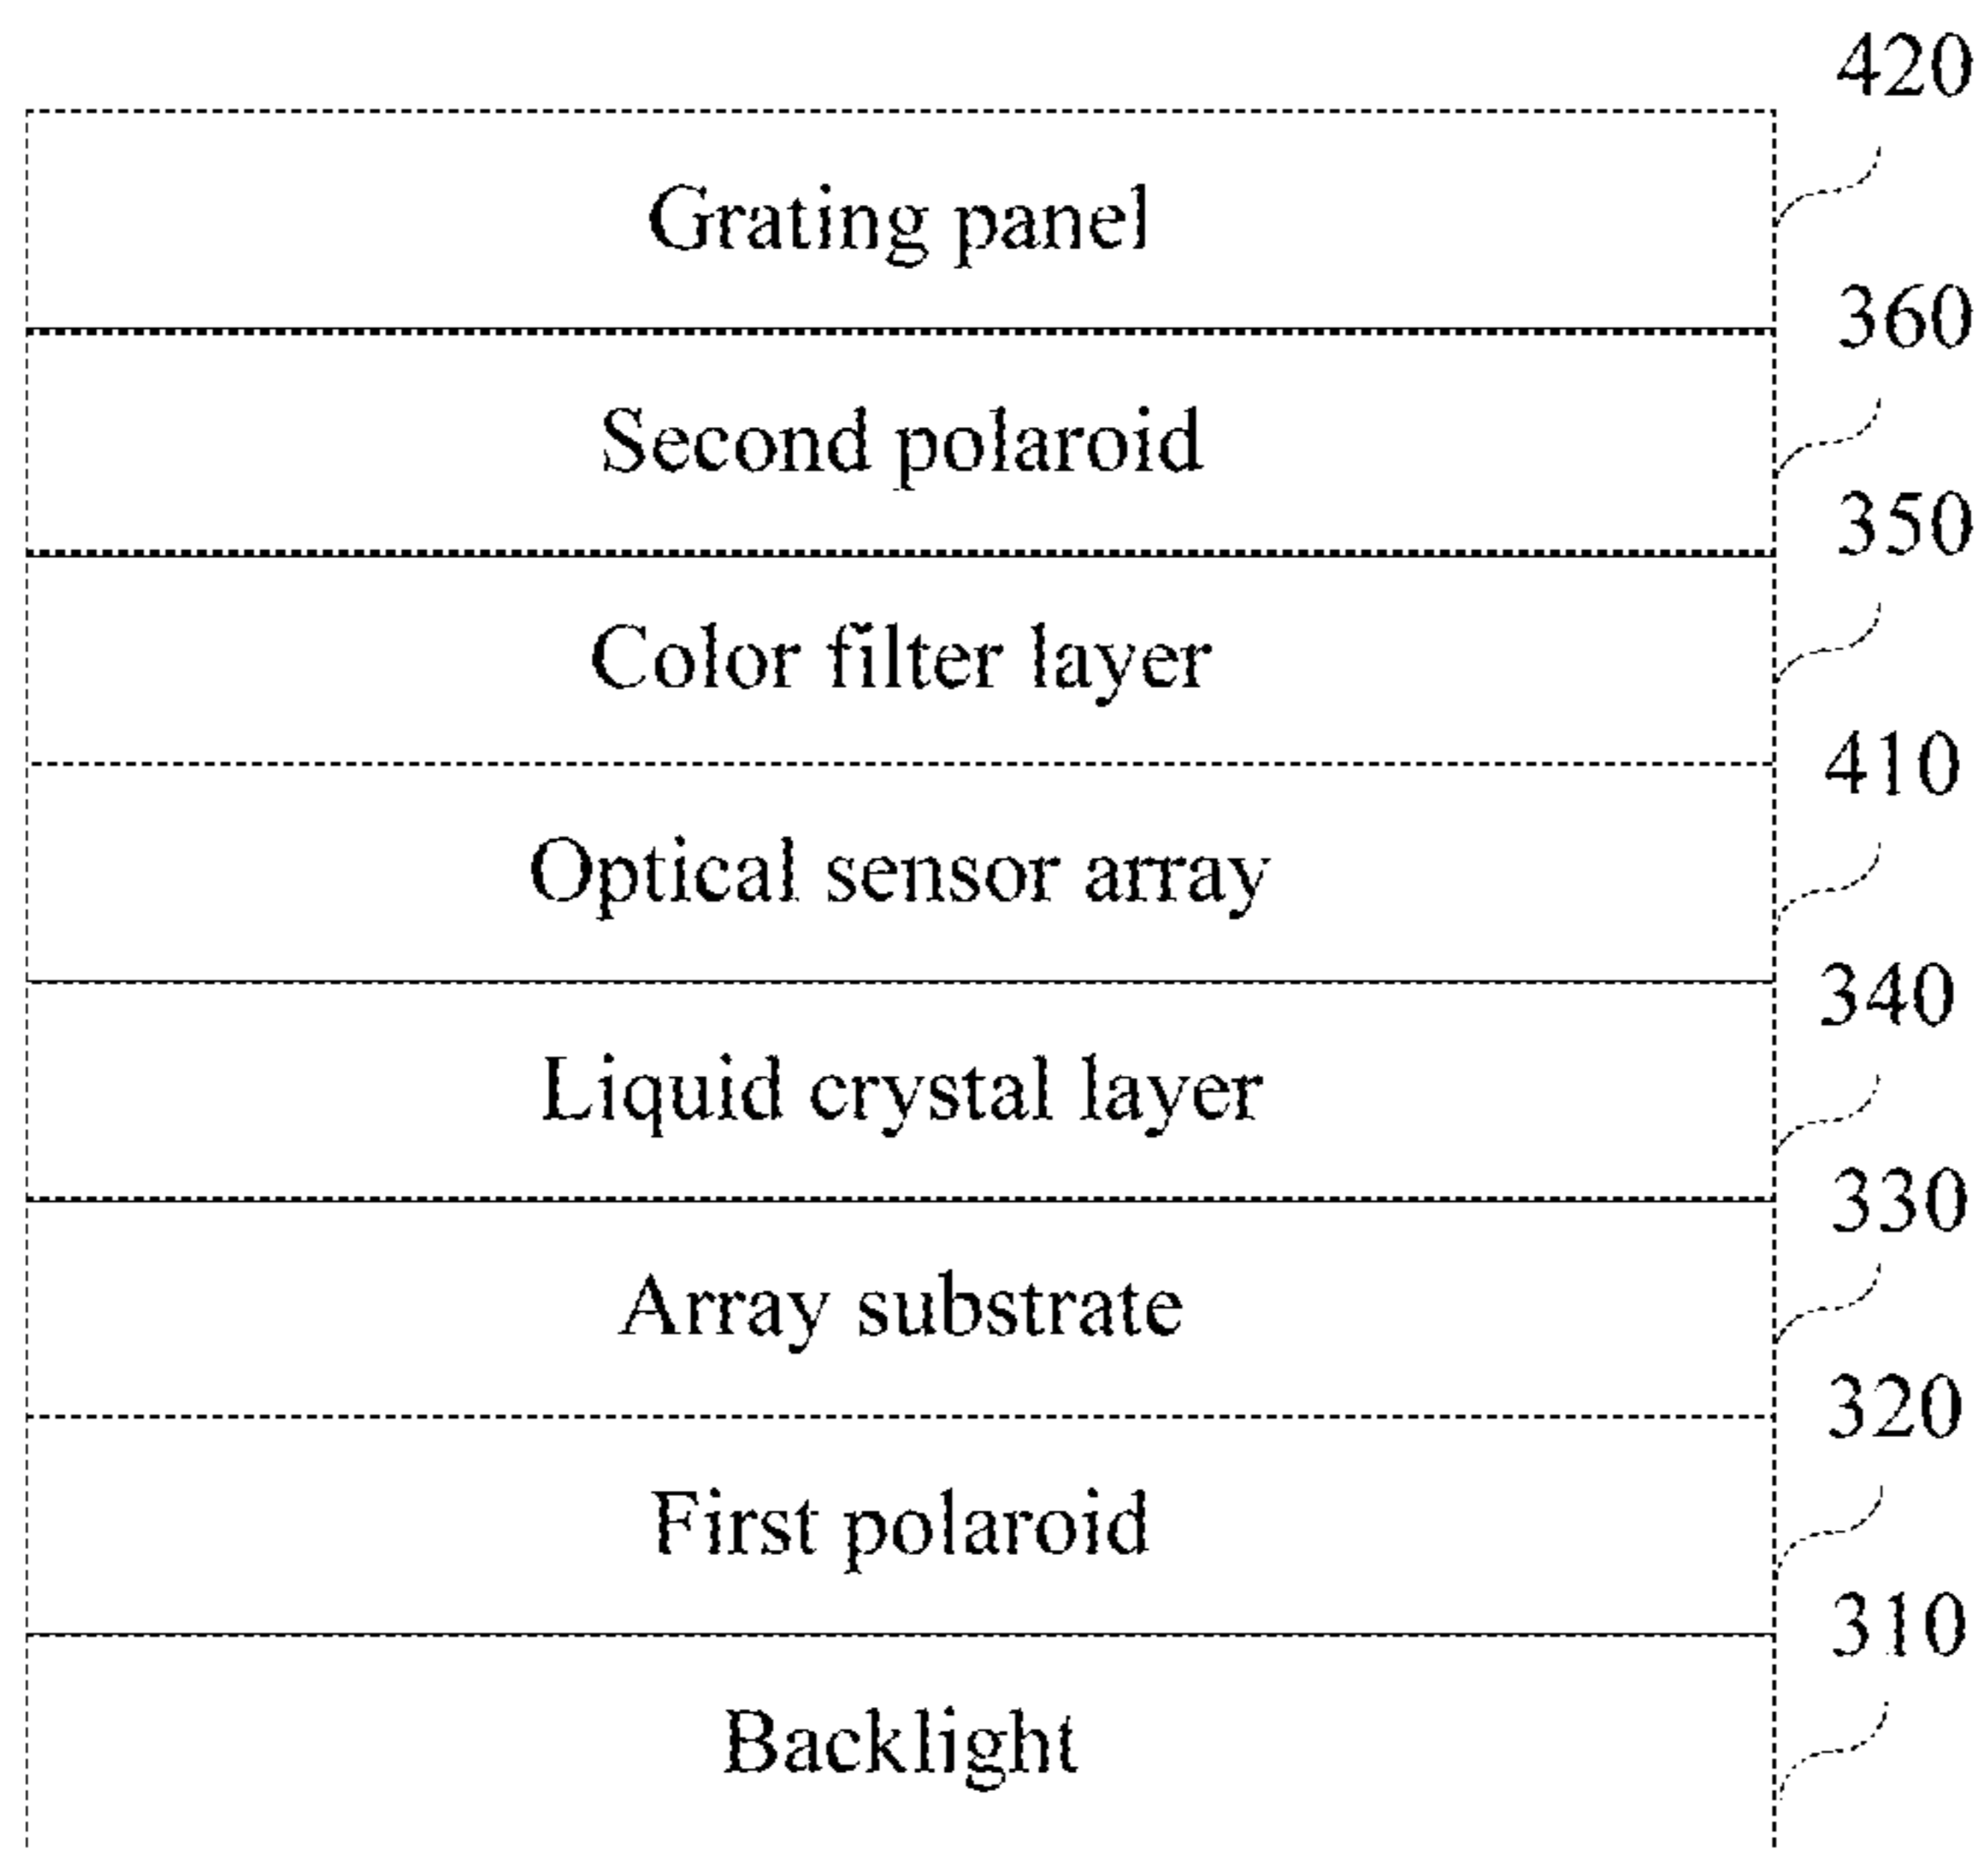 420
Grating panel
360
Second polaroid
350
Color filter layer
410
Optical sensor array
340
Liquid crystal layer
330
Array substrate
320
First polaroid
310
Backlight